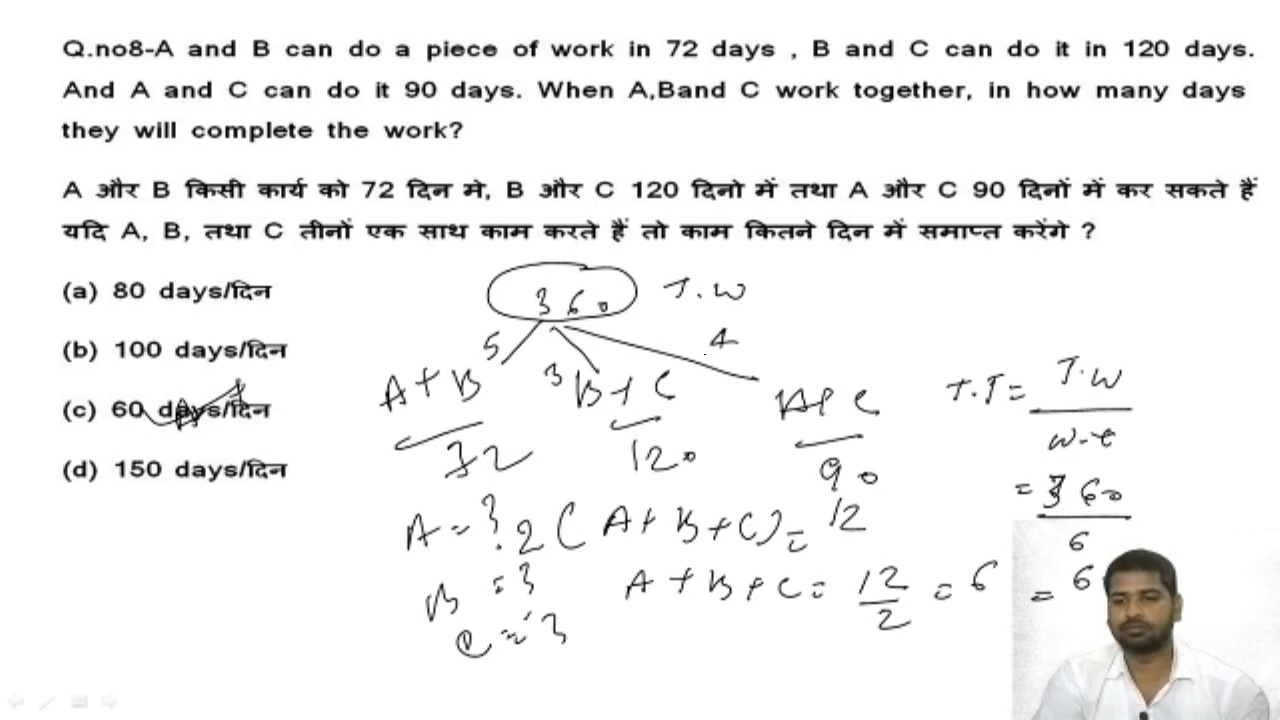 Q.no8-A and B can do a piece of work in 72 days , B and C can do it in 120 days.
And A and C can do it 90 days. When A,Band C work together, in how many days
they will complete the work?
A और B किसी कार्य को 72 दिन मे, B और C 120 दिनो में तथा A और C 90 दिनों में कर सकते हैं
यदि A, B, तथा C तीनों एक साथ काम करते हैं तो काम कितने दिन में समाप्त करेंगे ?
(a) 80 days/दिन
360 T.W
(b) 100 days/दिन
5 4
A+B 3 B+C A+C
T.T = T.W
(c) 60 days/दिन
72 120 90
(d) 150 days/दिन
= 360
6
A = ? 2 (A+B+C) = 12
B = ?
A+B+C = 12 = 6
2
= 6
C = ?